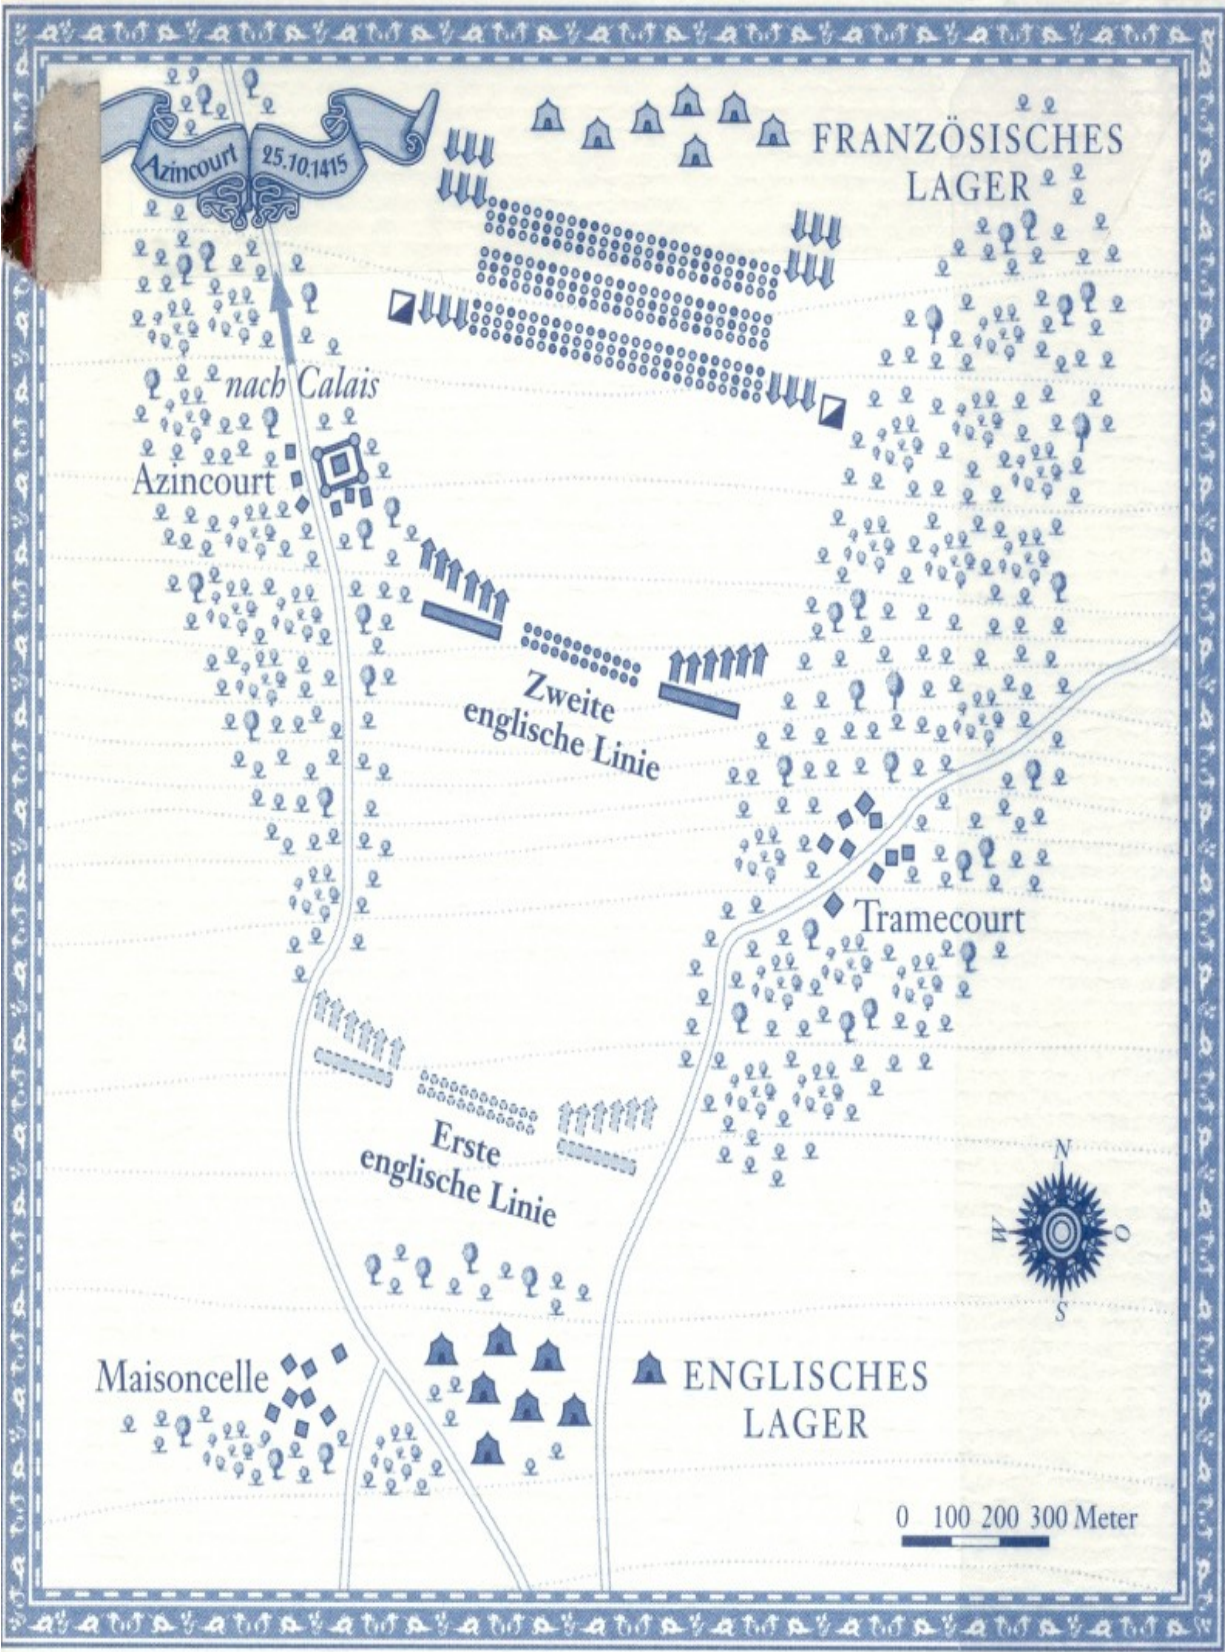 Azincourt 25.10.1415
FRANZÖSISCHES
LAGER
nach Calais
Azincourt
Zweite
englische Linie
Tramecourt
Erste
englische Linie
N
W O
S
Maisoncelle
ENGLISCHES
LAGER
0 100 200 300 Meter